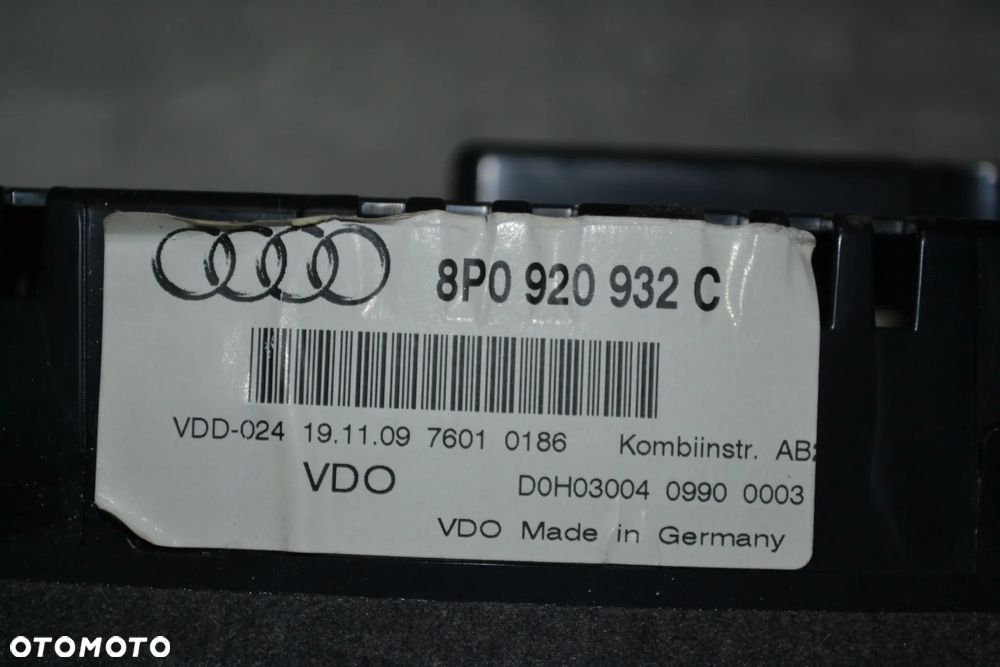 8P0 920 932 C
VDD-024 19.11.09 7601 0186 Kombiinstr.
VDO D0H03004 0990 0003
VDO Made in Germany
OTOMOTO